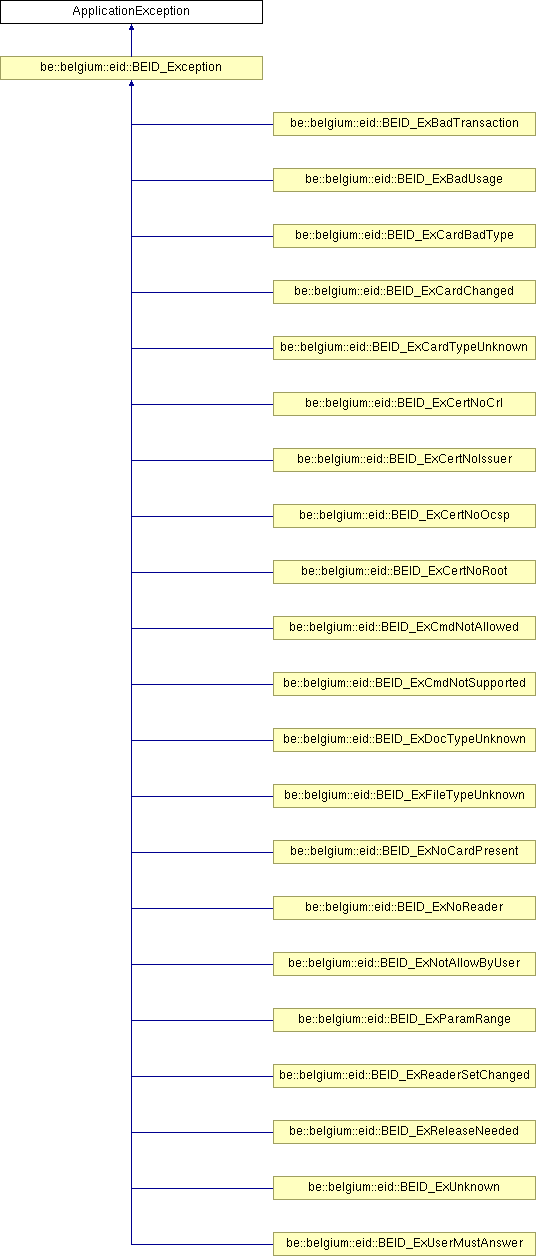 ApplicationException
be::belgium::eid::BEID_Exception
be::belgium::eid::BEID_ExBadTransaction
be::belgium::eid::BEID_ExBadUsage
be::belgium::eid::BEID_ExCardBadType
be::belgium::eid::BEID_ExCardChanged
be::belgium::eid::BEID_ExCardTypeUnknown
be::belgium::eid::BEID_ExCertNoCrl
be::belgium::eid::BEID_ExCertNoIssuer
be::belgium::eid::BEID_ExCertNoOcsp
be::belgium::eid::BEID_ExCertNoRoot
be::belgium::eid::BEID_ExCmdNotAllowed
be::belgium::eid::BEID_ExCmdNotSupported
be::belgium::eid::BEID_ExDocTypeUnknown
be::belgium::eid::BEID_ExFileTypeUnknown
be::belgium::eid::BEID_ExNoCardPresent
be::belgium::eid::BEID_ExNoReader
be::belgium::eid::BEID_ExNotAllowByUser
be::belgium::eid::BEID_ExParamRange
be::belgium::eid::BEID_ExReaderSetChanged
be::belgium::eid::BEID_ExReleaseNeeded
be::belgium::eid::BEID_ExUnknown
be::belgium::eid::BEID_ExUserMustAnswer